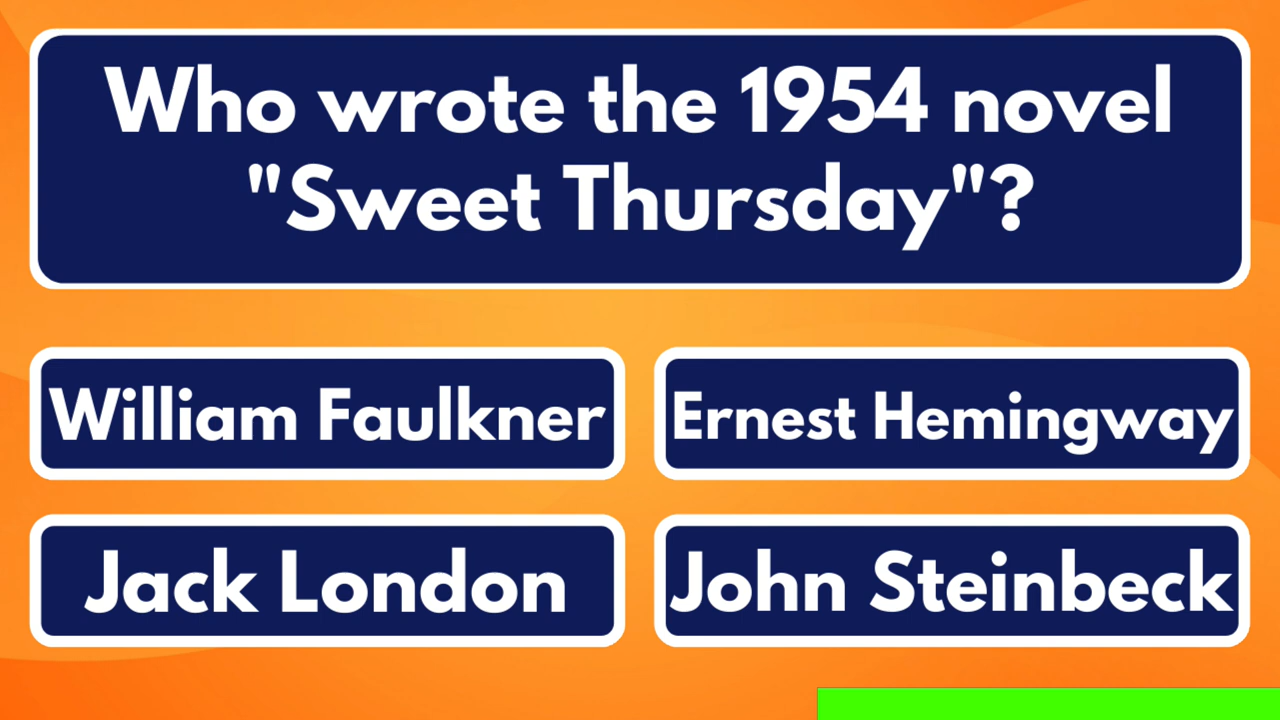 Who wrote the 1954 novel
"Sweet Thursday"?
William Faulkner
Ernest Hemingway
Jack London
John Steinbeck